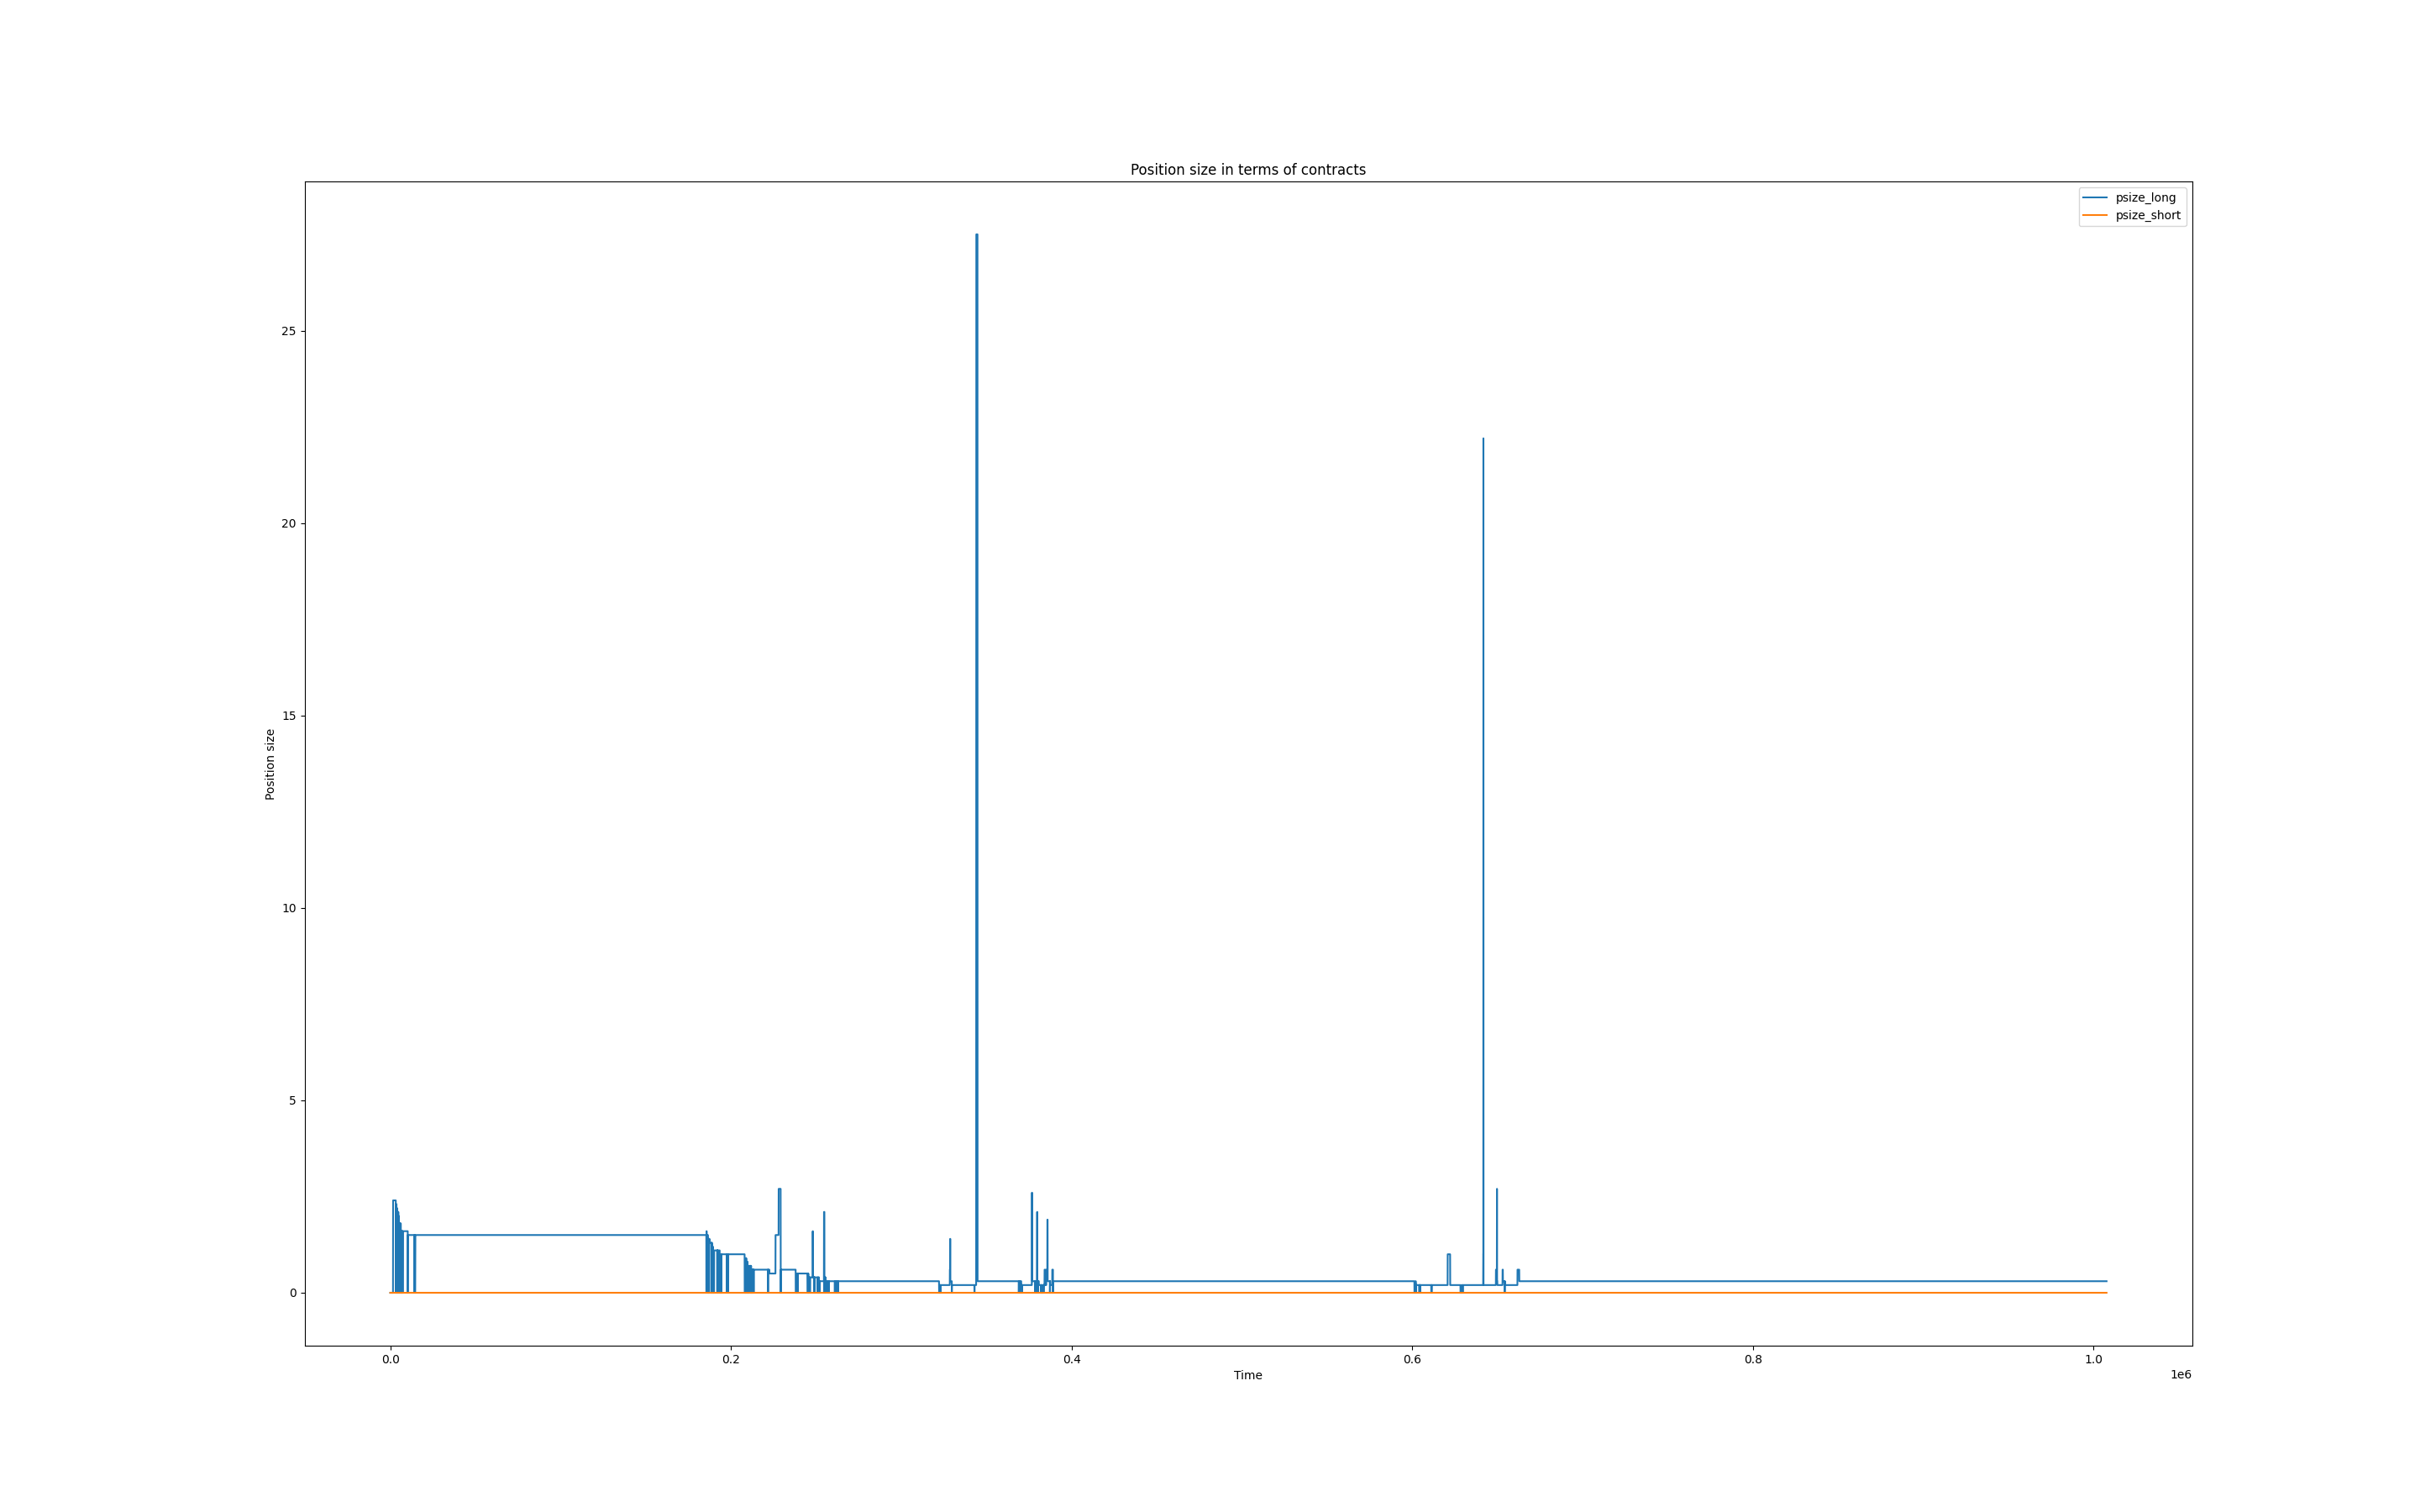 Position size in terms of contracts
psize_long
psize_short
25
20
15
10
5
0
Position size
0.0 0.2 0.4 0.6 0.8 1.0
Time
1e6